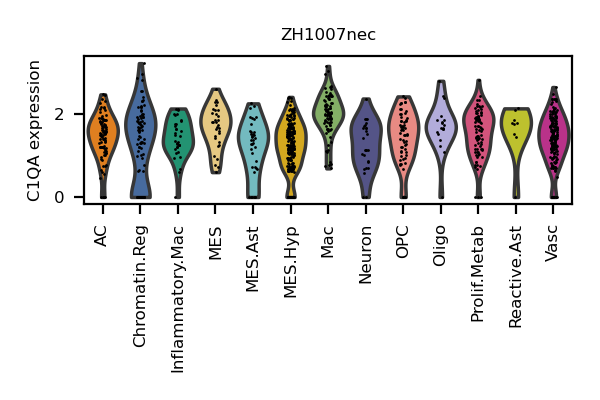 ZH1007nec
C1QA expression
2
0
AC
Chromatin.Reg
Inflammatory.Mac
MES
MES.Ast
MES.Hyp
Mac
Neuron
OPC
Oligo
Prolif.Metab
Reactive.Ast
Vasc